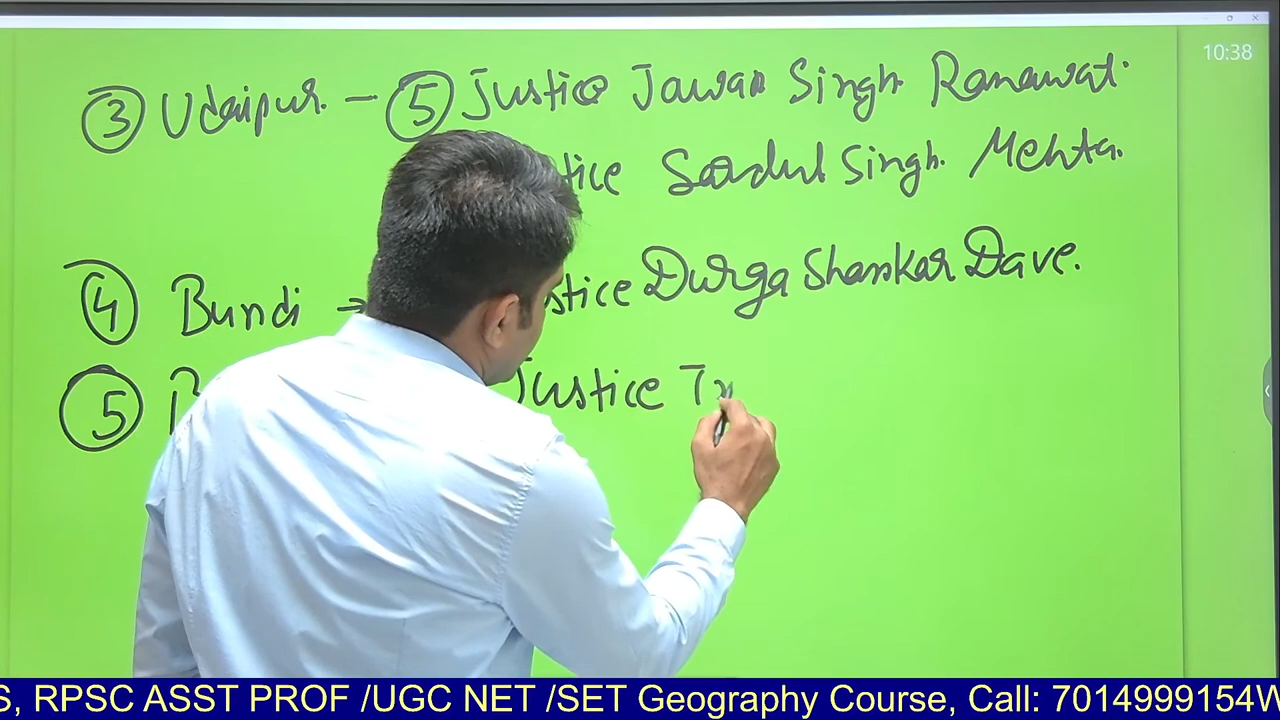 10:38
③ Udaipur. – ⑤ Justice Jawan Singh Ranawat.
tice Sardul Singh. Mehta.
④ Bundi → stice Durga Shankar Dave.
⑤ Justice
S, RPSC ASST PROF /UGC NET /SET Geography Course, Call: 7014999154W